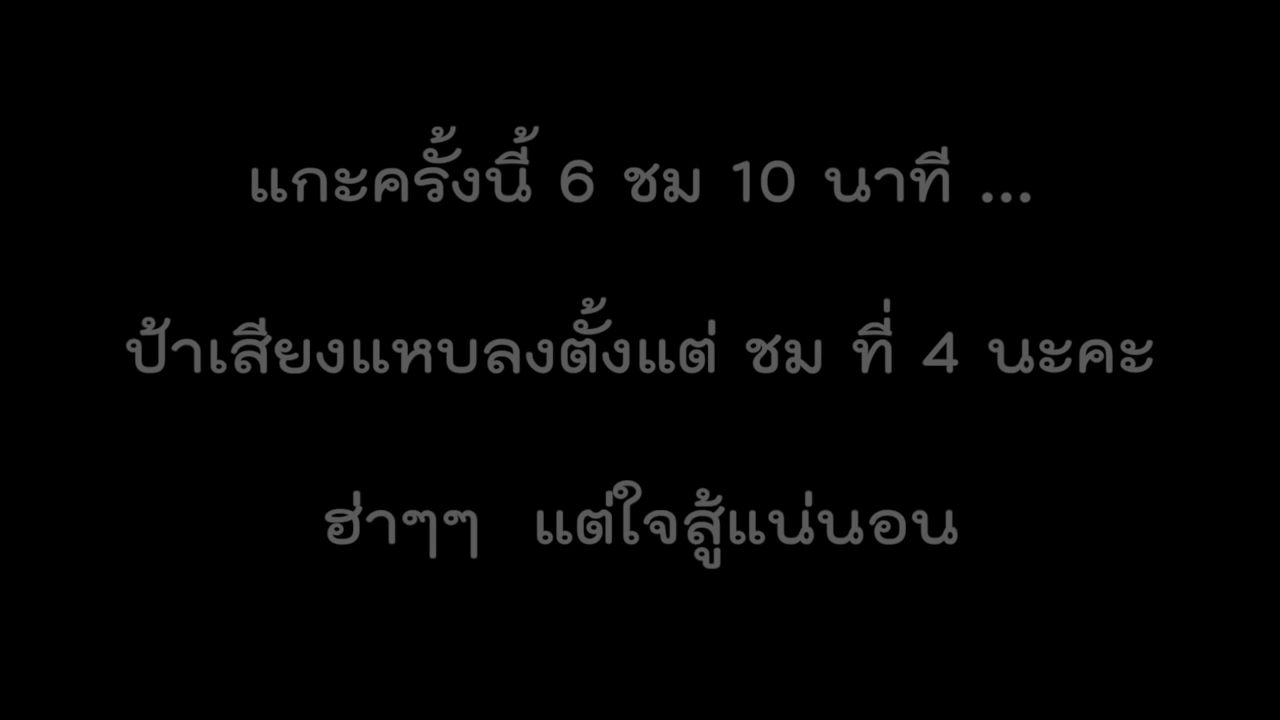 แกะครั้งนี้ 6 ชม 10 นาที ...
ป้าเสียงแหบลงตั้งแต่ ชม ที่ 4 นะคะ
ฮ่าๆๆ แต่ใจสู้แน่นอน